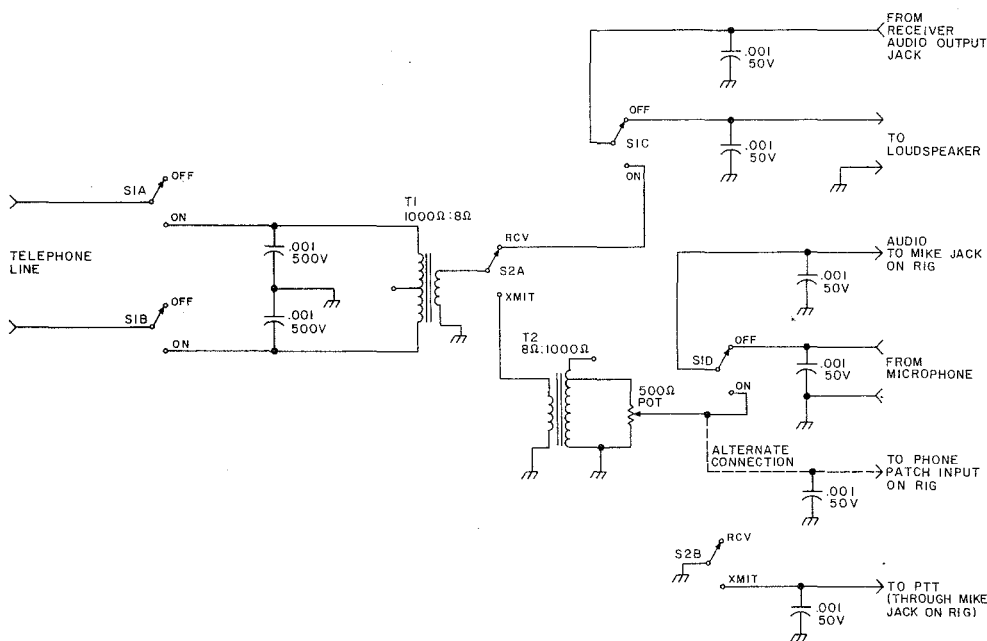 FROM
RECEIVER
AUDIO OUTPUT
JACK
.001
50V
OFF
S1C
ON
.001
50V
TO
LOUDSPEAKER
OFF
S1A
ON
TELEPHONE
LINE
OFF
S1B
ON
.001
500V
.001
500V
T1
1000Ω:8Ω
RCV
S2A
XMIT
T2
8Ω:1000Ω
500Ω
POT
AUDIO
TO MIKE JACK
ON RIG
.001
50V
S1D
OFF
ON
.001
50V
FROM
MICROPHONE
ALTERNATE
CONNECTION
TO PHONE
PATCH INPUT
ON RIG
.001
50V
S2B
RCV
XMIT
.001
50V
TO PTT
(THROUGH MIKE
JACK ON RIG)